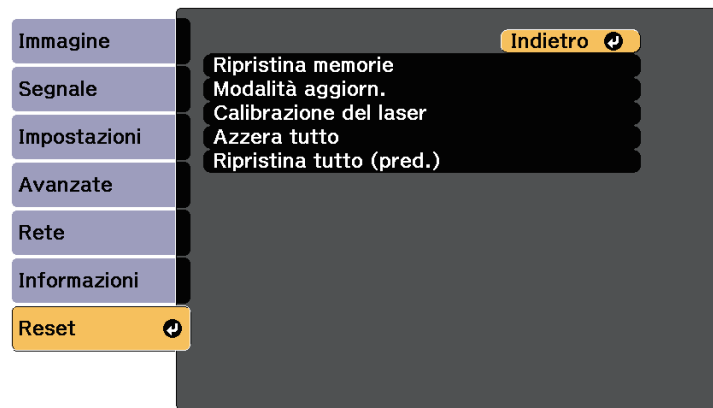 Immagine
Segnale
Impostazioni
Avanzate
Rete
Informazioni
Reset
Indietro
Ripristina memorie
Modalità aggiorn.
Calibrazione del laser
Azzera tutto
Ripristina tutto (pred.)